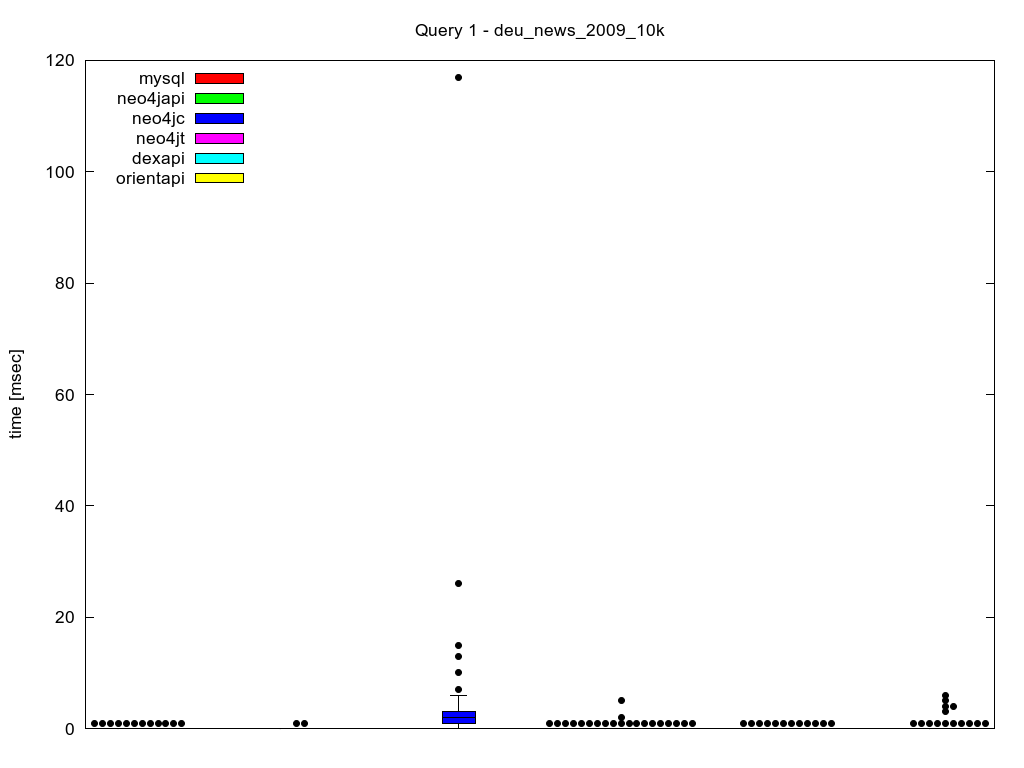 Query 1 - deu_news_2009_10k
120
100
80
60
40
20
0
time [msec]
mysql
neo4japi
neo4jc
neo4jt
dexapi
orientapi